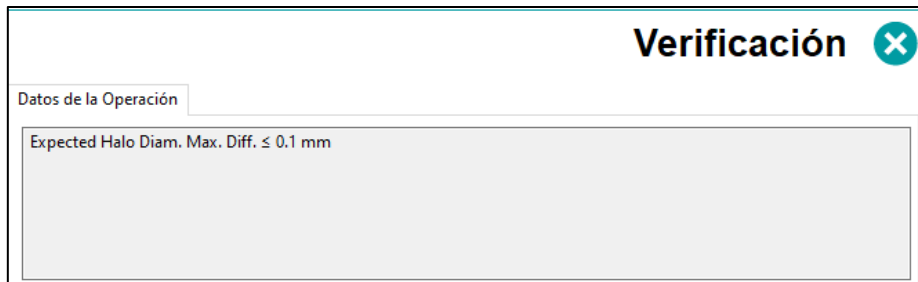 Verificación
Datos de la Operación
Expected Halo Diam. Max. Diff. ≤ 0.1 mm